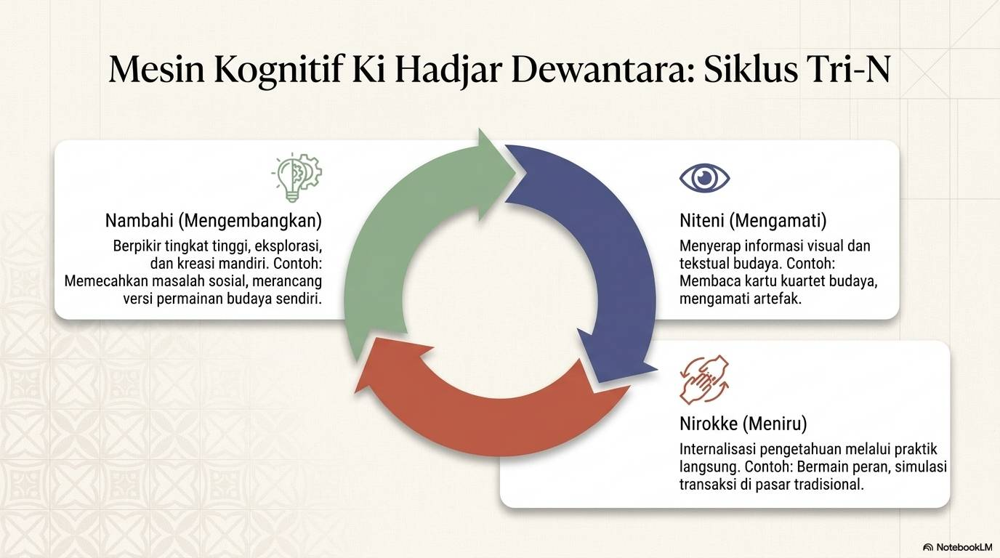 Mesin Kognitif Ki Hadjar Dewantara: Siklus Tri-N
Nambahi (Mengembangkan)
Berpikir tingkat tinggi, eksplorasi,
dan kreasi mandiri. Contoh:
Memecahkan masalah sosial, merancang
versi permainan budaya sendiri.
Niteni (Mengamati)
Menyerap informasi visual dan
tekstual budaya. Contoh:
Membaca kartu kuartet budaya,
mengamati artefak.
Nirokke (Meniru)
Internalisasi pengetahuan melalui praktik
langsung. Contoh: Bermain peran, simulasi
transaksi di pasar tradisional.
NotebookLM